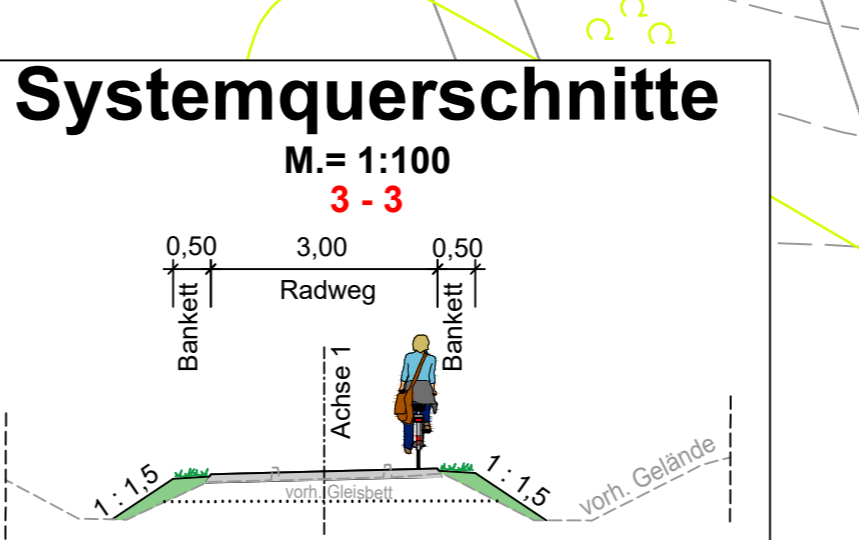 Systemquerschnitte
M.= 1:100
3 - 3
0,50 3,00 0,50
Bankett Radweg Bankett
Achse 1
1 : 1,5 1 : 1,5
vorh. Gleisbett
vorh. Gelände